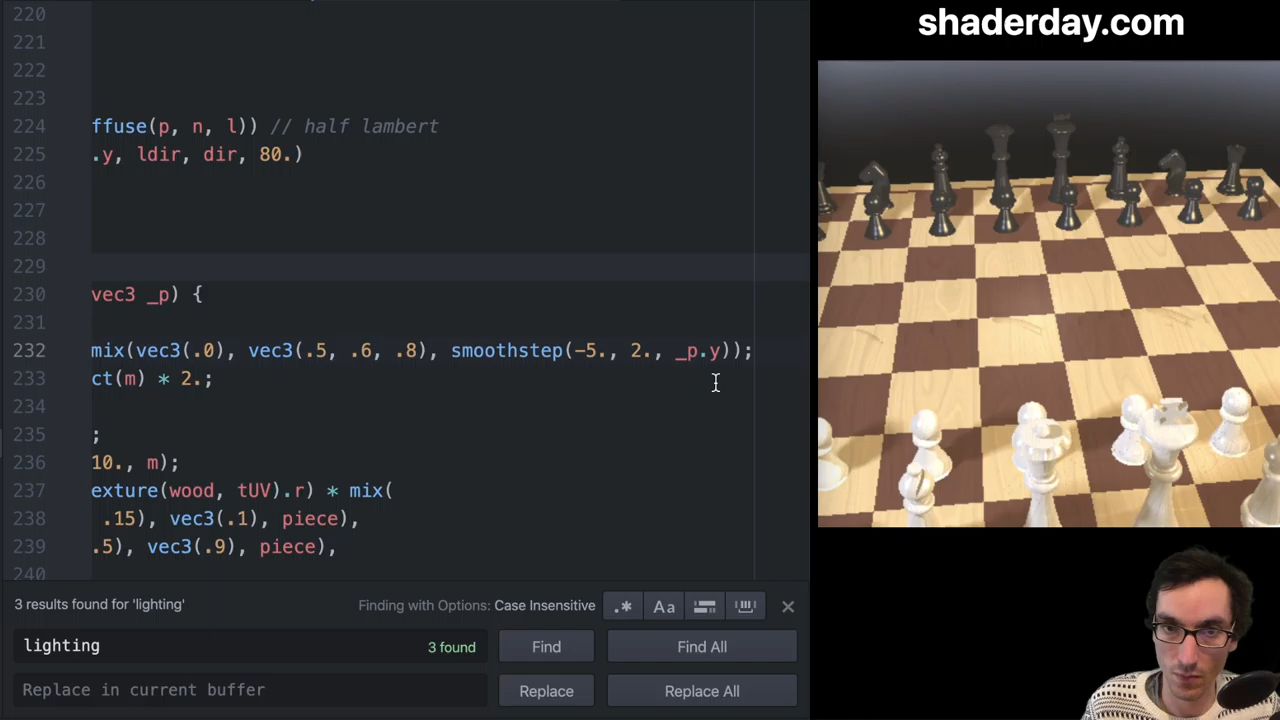 shaderday.com
220
221
222
223
224 ffuse(p, n, l)) // half lambert
225 .y, ldir, dir, 80.)
226
227
228
229
230 vec3 _p) {
231
232 mix(vec3(.0), vec3(.5, .6, .8), smoothstep(-5., 2., _p.y));
233 ct(m) * 2.;
234
235 ;
236 10., m);
237 exture(wood, tUV).r) * mix(
238 .15), vec3(.1), piece),
239 .5), vec3(.9), piece),
240
3 results found for 'lighting' Finding with Options: Case Insensitive .* Aa
lighting 3 found Find Find All
Replace in current buffer Replace Replace All